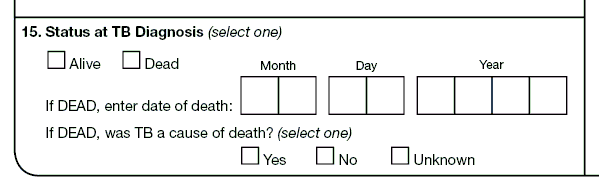 15. Status at TB Diagnosis (select one)
Alive Dead
Month Day Year
If DEAD, enter date of death:
If DEAD, was TB a cause of death? (select one)
Yes No Unknown